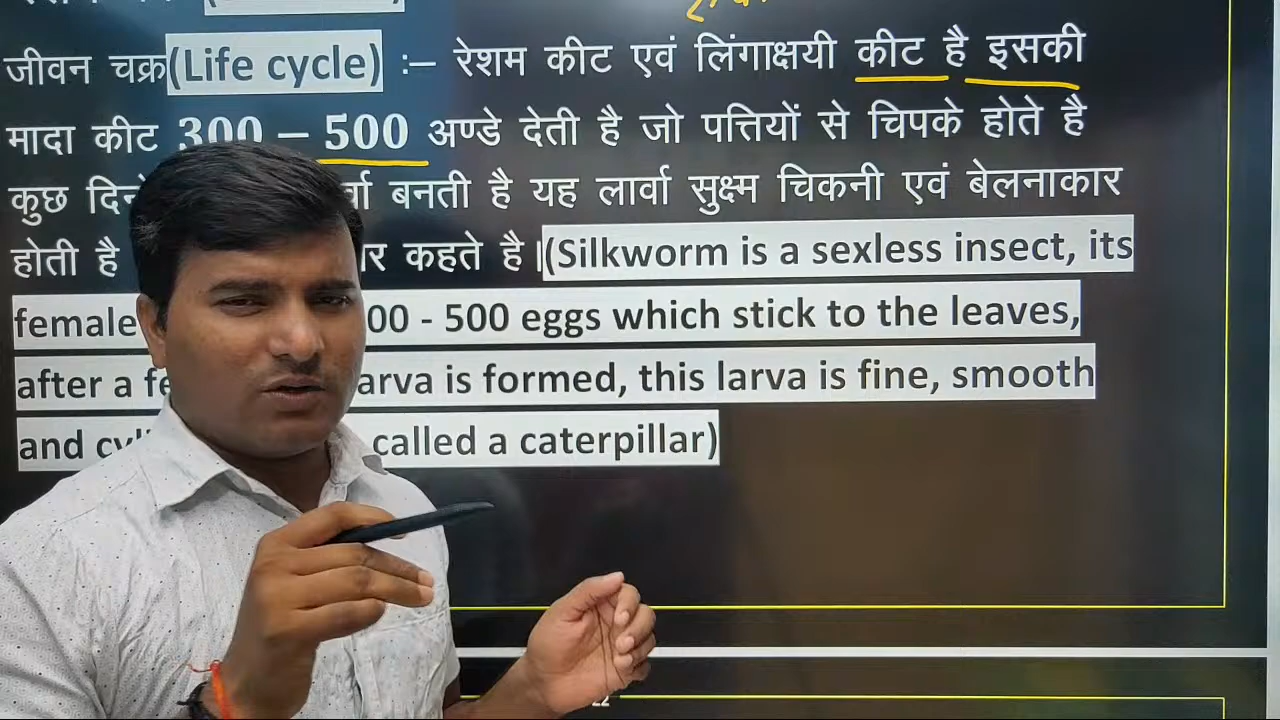 जीवन चक्र(Life cycle) :– रेशम कीट एवं लिंगाक्षयी कीट है इसकी
मादा कीट 300 – 500 अण्डे देती है जो पत्तियों से चिपके होते है
कुछ बनती है यह लार्वा सुक्ष्म चिकनी एवं बेलनाकार
होती है कहते है।(Silkworm is a sexless insect, its
female 00 - 500 eggs which stick to the leaves,
after a arva is formed, this larva is fine, smooth
and called a caterpillar)
22